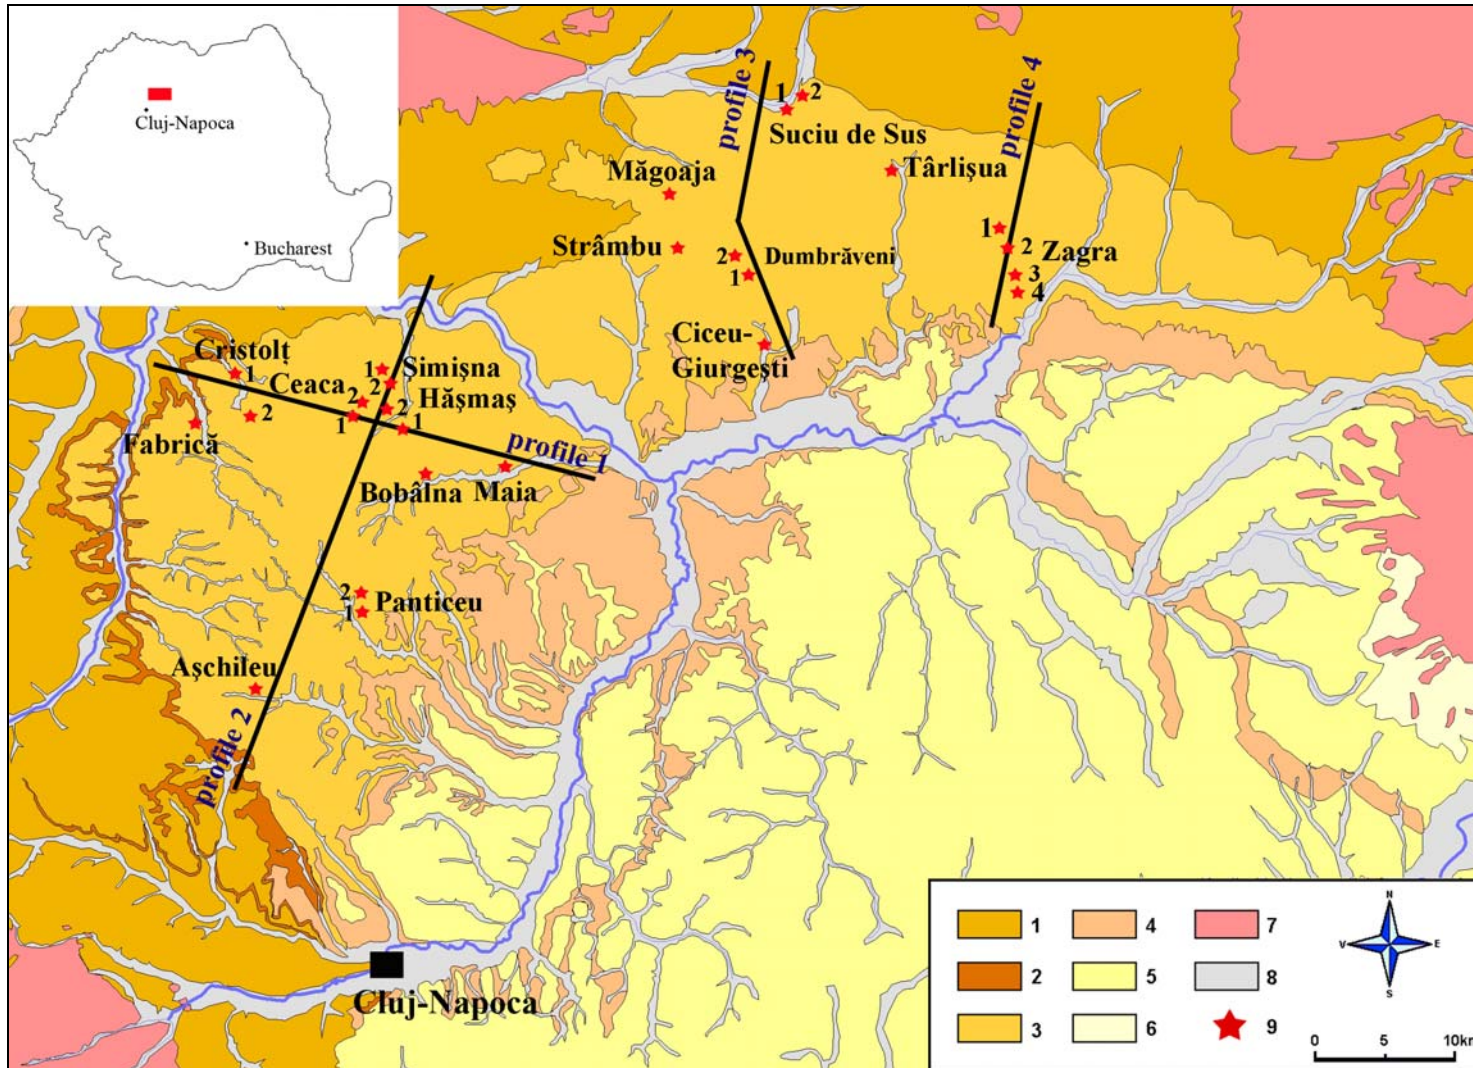 Cluj-Napoca
Bucharest
profile 3
profile 4
1 2
Suciu de Sus
Măgoaja
Târlişua
Strâmbu
1
2 Zagra
3
4
2
1
Dumbrăveni
Ciceu-
Giurgeşti
Cristolţ
1
2
Ceaca
2
1
1
2
Simişna
Hăşmaş
2
1
Fabrică
profile 1
Bobâlna Maia
2
1
Panticeu
Aşchileu
profile 2
Cluj-Napoca
1 4 7
2 5 8
3 6 9
N
V E
S
0 5 10km